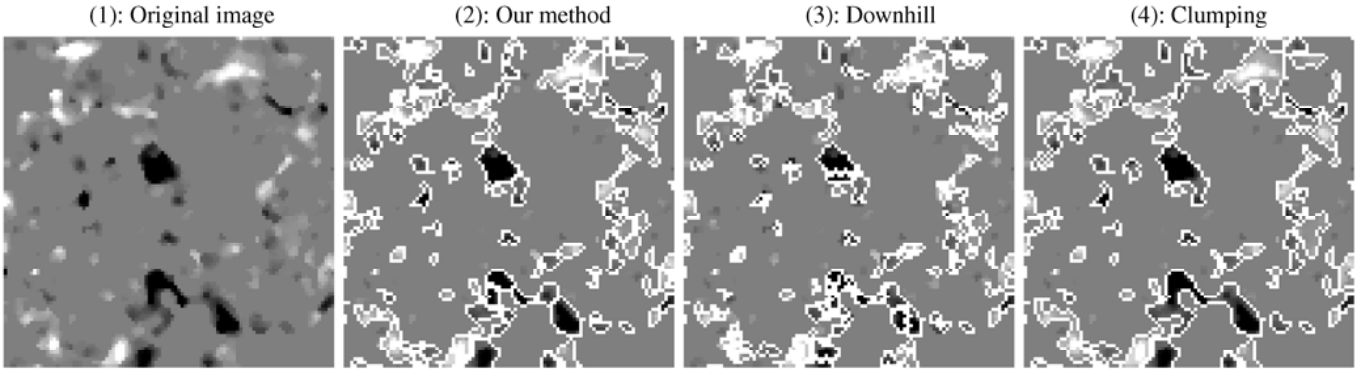 (1): Original image
(2): Our method
(3): Downhill
(4): Clumping